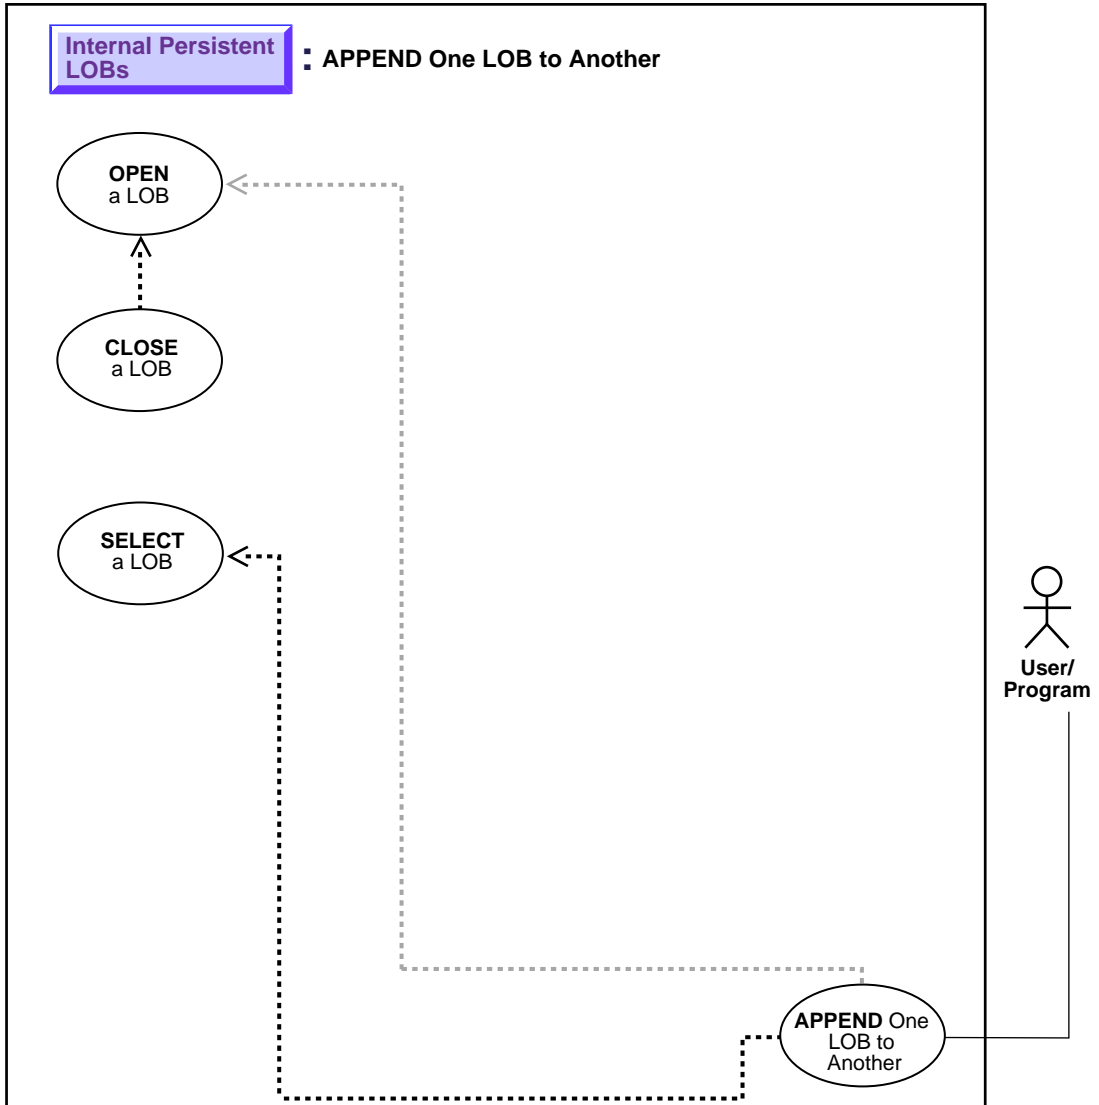 Internal Persistent
LOBs
: APPEND One LOB to Another
OPEN
a LOB
CLOSE
a LOB
SELECT
a LOB
User/
Program
APPEND One
LOB to
Another